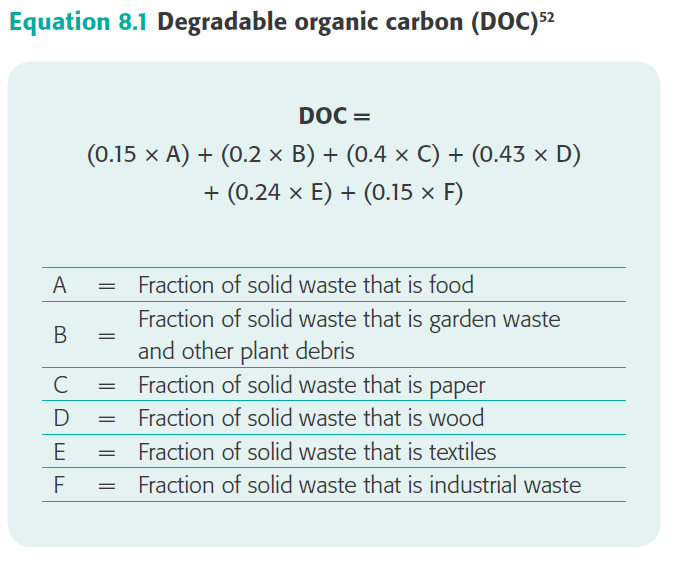 Equation 8.1 Degradable organic carbon (DOC)52
DOC =
(0.15 × A) + (0.2 × B) + (0.4 × C) + (0.43 × D)
+ (0.24 × E) + (0.15 × F)
A = Fraction of solid waste that is food
B = Fraction of solid waste that is garden waste
and other plant debris
C = Fraction of solid waste that is paper
D = Fraction of solid waste that is wood
E = Fraction of solid waste that is textiles
F = Fraction of solid waste that is industrial waste